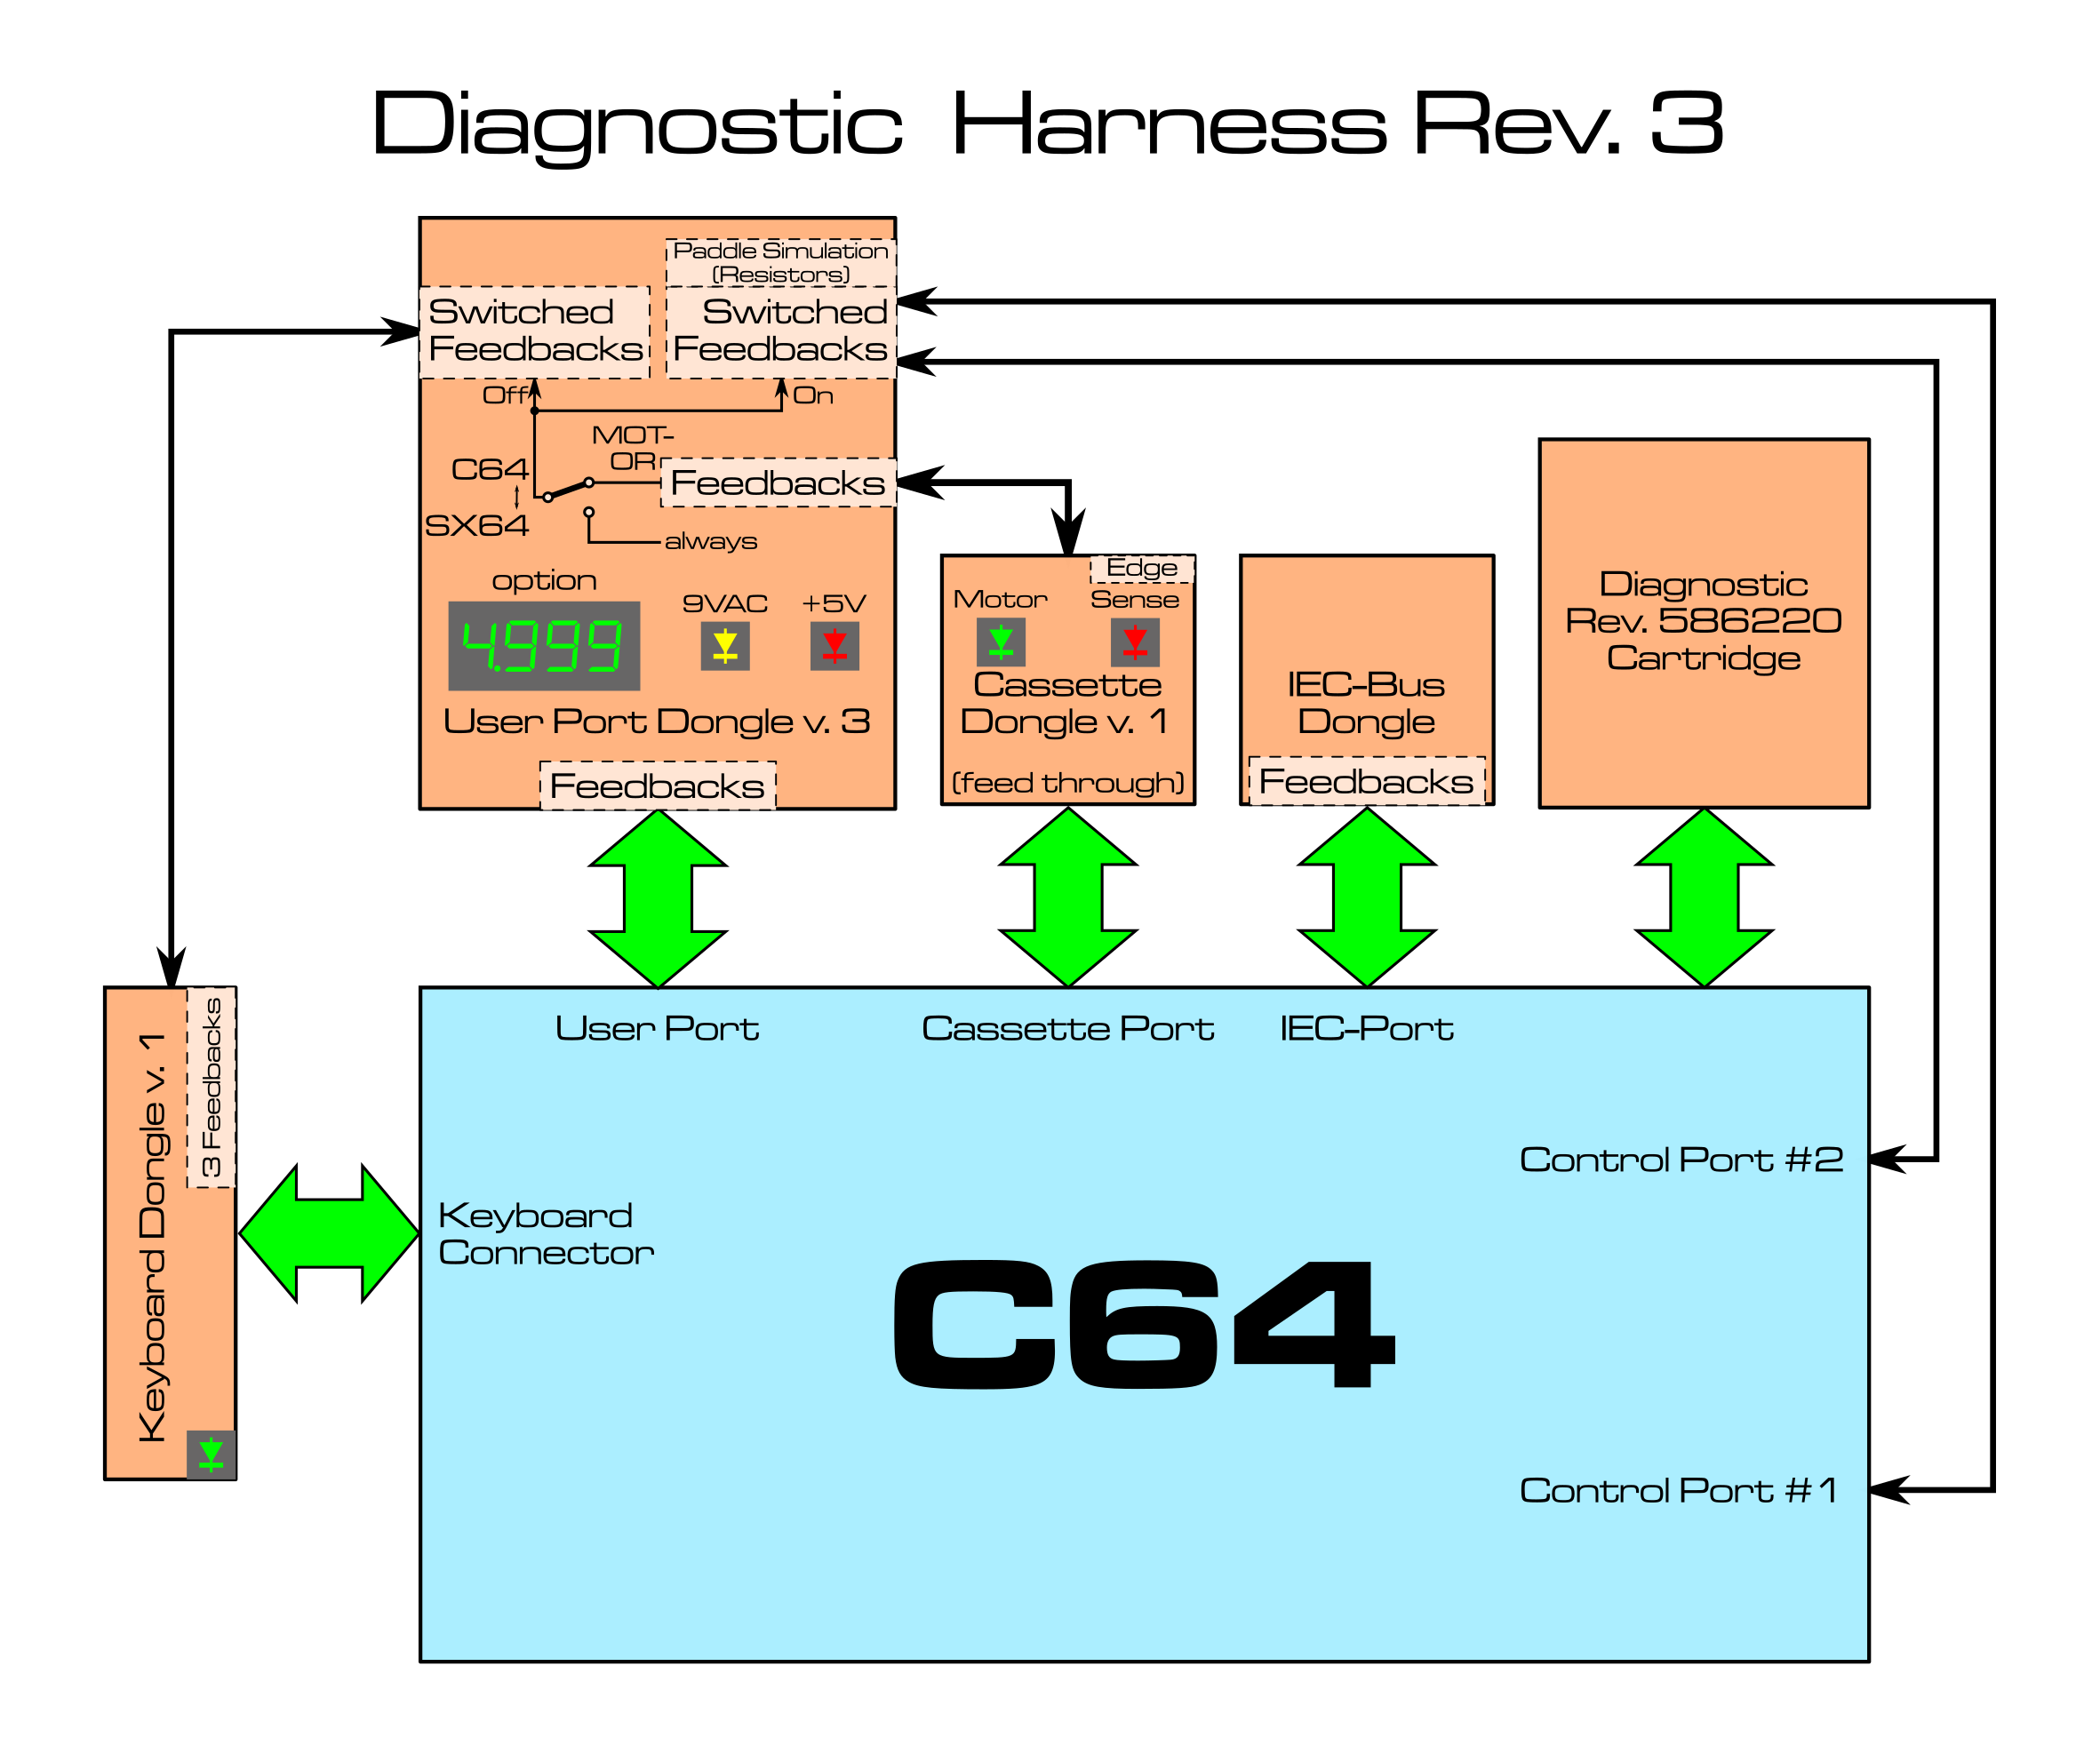 Diagnostic Harness Rev. 3
Paddle Simulation
(Resistors)
Switched
Feedbacks
Switched
Feedbacks
Off
On
MOT-
OR
C64
SX64
Feedbacks
always
option
4.999
9VAC
+5V
User Port Dongle v. 3
Feedbacks
Edge
Motor
Sense
Cassette
Dongle v. 1
(feed through)
IEC-Bus
Dongle
Feedbacks
Diagnostic
Rev. 586220
Cartridge
Keyboard Dongle v. 1
3 Feedbacks
User Port
Cassette Port
IEC-Port
Control Port #2
Keyboard
Connector
C64
Control Port #1